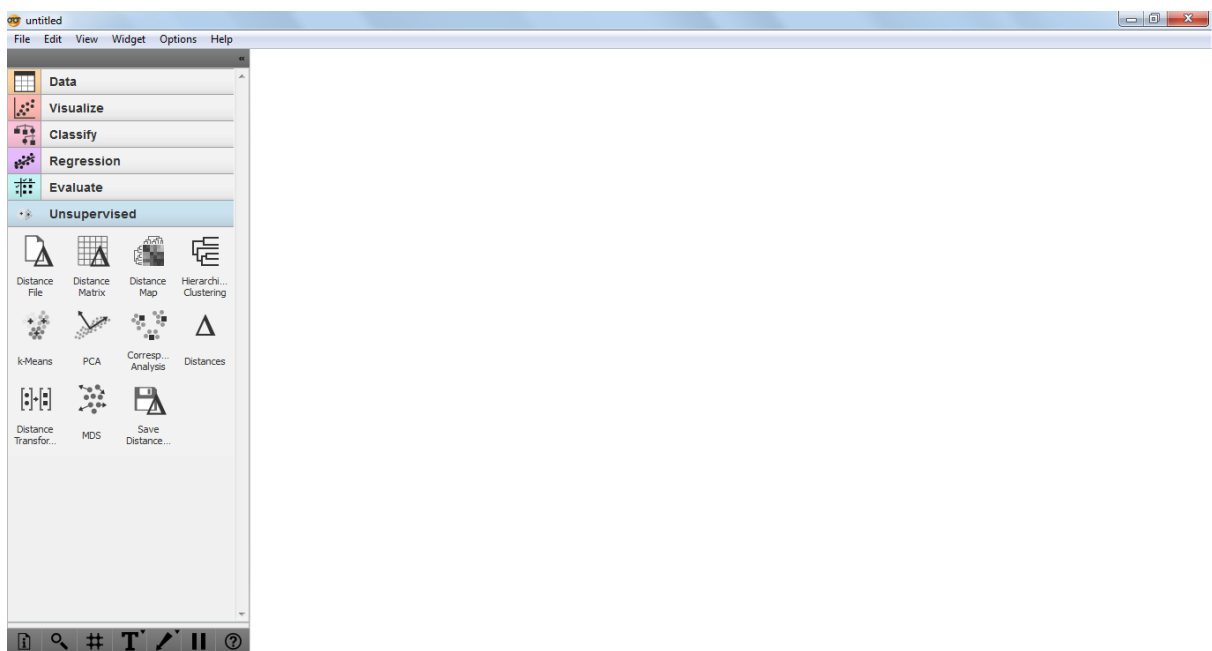 untitled
File Edit View Widget Options Help
Data
Visualize
Classify
Regression
Evaluate
Unsupervised
Distance Distance Distance Hierarchi...
File Matrix Map Clustering
k-Means PCA Corresp... Distances
Analysis
Distance MDS Save
Transfor... Distance...